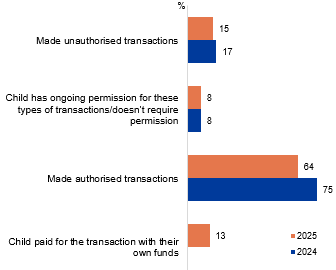 %
Made unauthorised transactions
15
17
Child has ongoing permission for these
types of transactions/doesn't require
permission
8
8
Made authorised transactions
64
75
Child paid for the transaction with their
own funds
13
2025
2024